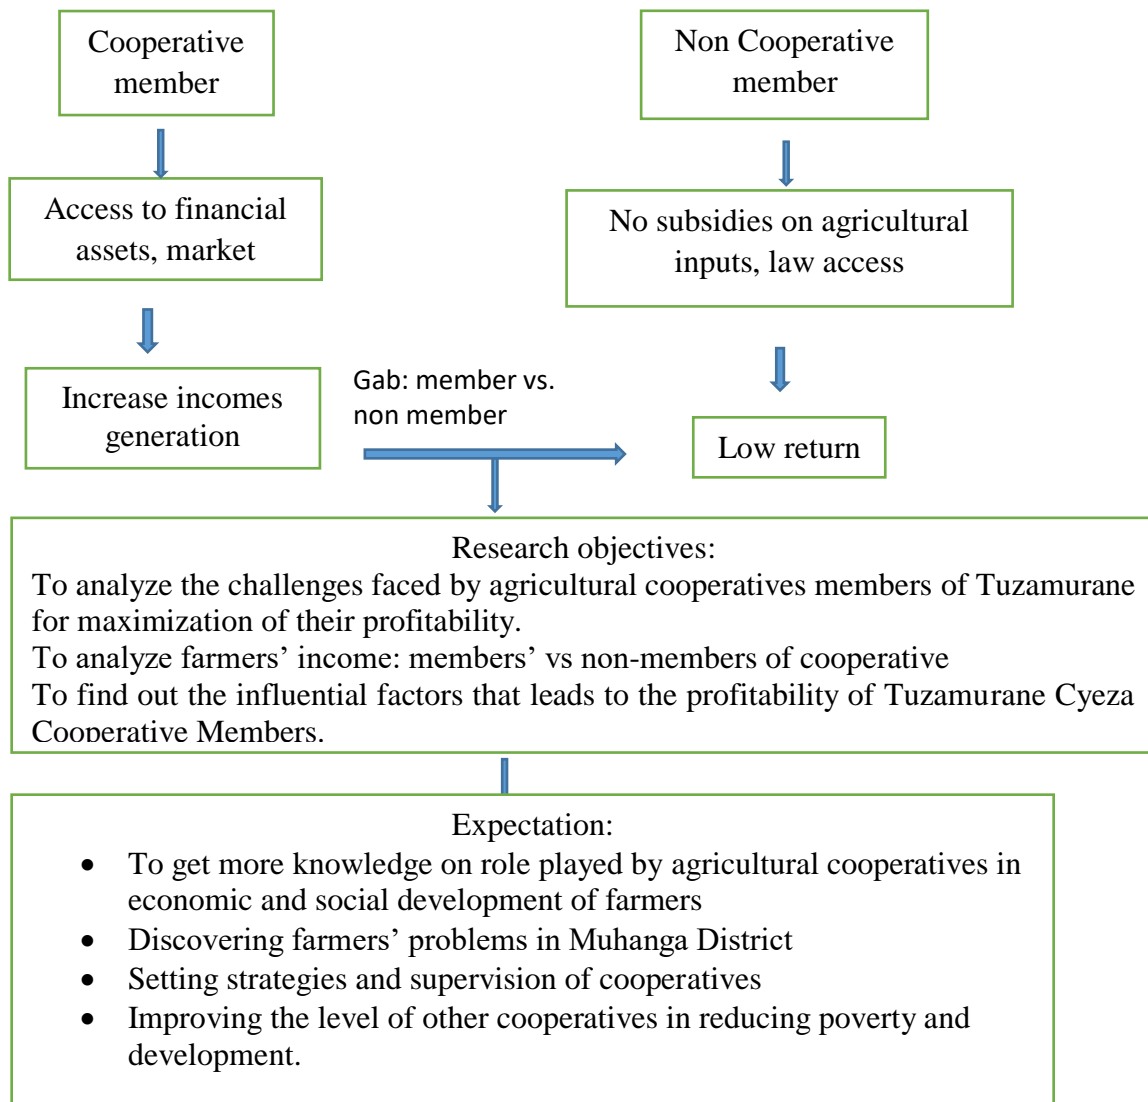 Cooperative
member
Non Cooperative
member
Access to financial
assets, market
No subsidies on agricultural
inputs, law access
Increase incomes
generation
Gab: member vs.
non member
Low return
Research objectives:
To analyze the challenges faced by agricultural cooperatives members of Tuzamurane
for maximization of their profitability.
To analyze farmers’ income: members’ vs non-members of cooperative
To find out the influential factors that leads to the profitability of Tuzamurane Cyeza
Cooperative Members.
Expectation:
• To get more knowledge on role played by agricultural cooperatives in
economic and social development of farmers
• Discovering farmers’ problems in Muhanga District
• Setting strategies and supervision of cooperatives
• Improving the level of other cooperatives in reducing poverty and
development.